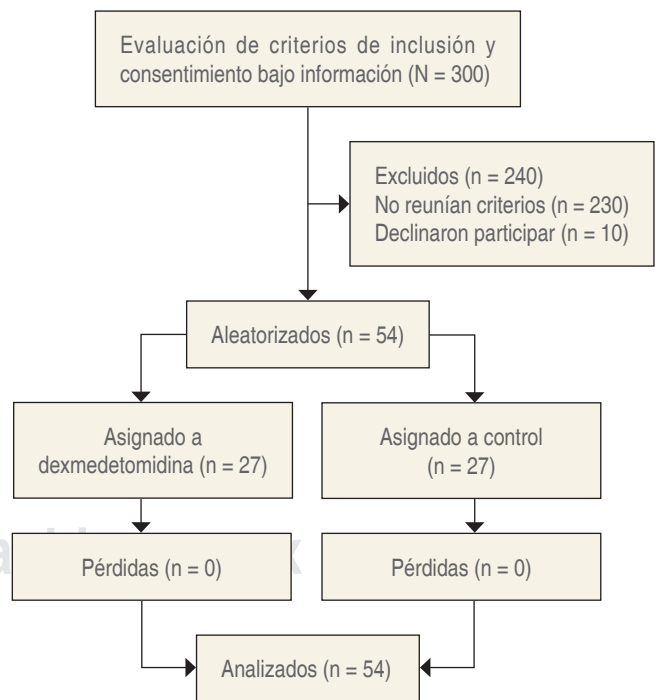 Evaluación de criterios de inclusión y
consentimiento bajo información (N = 300)
Excluidos (n = 240)
No reunían criterios (n = 230)
Declinaron participar (n = 10)
Aleatorizados (n = 54)
Asignado a
dexmedetomidina (n = 27)
Asignado a control
(n = 27)
Pérdidas (n = 0)
Pérdidas (n = 0)
Analizados (n = 54)